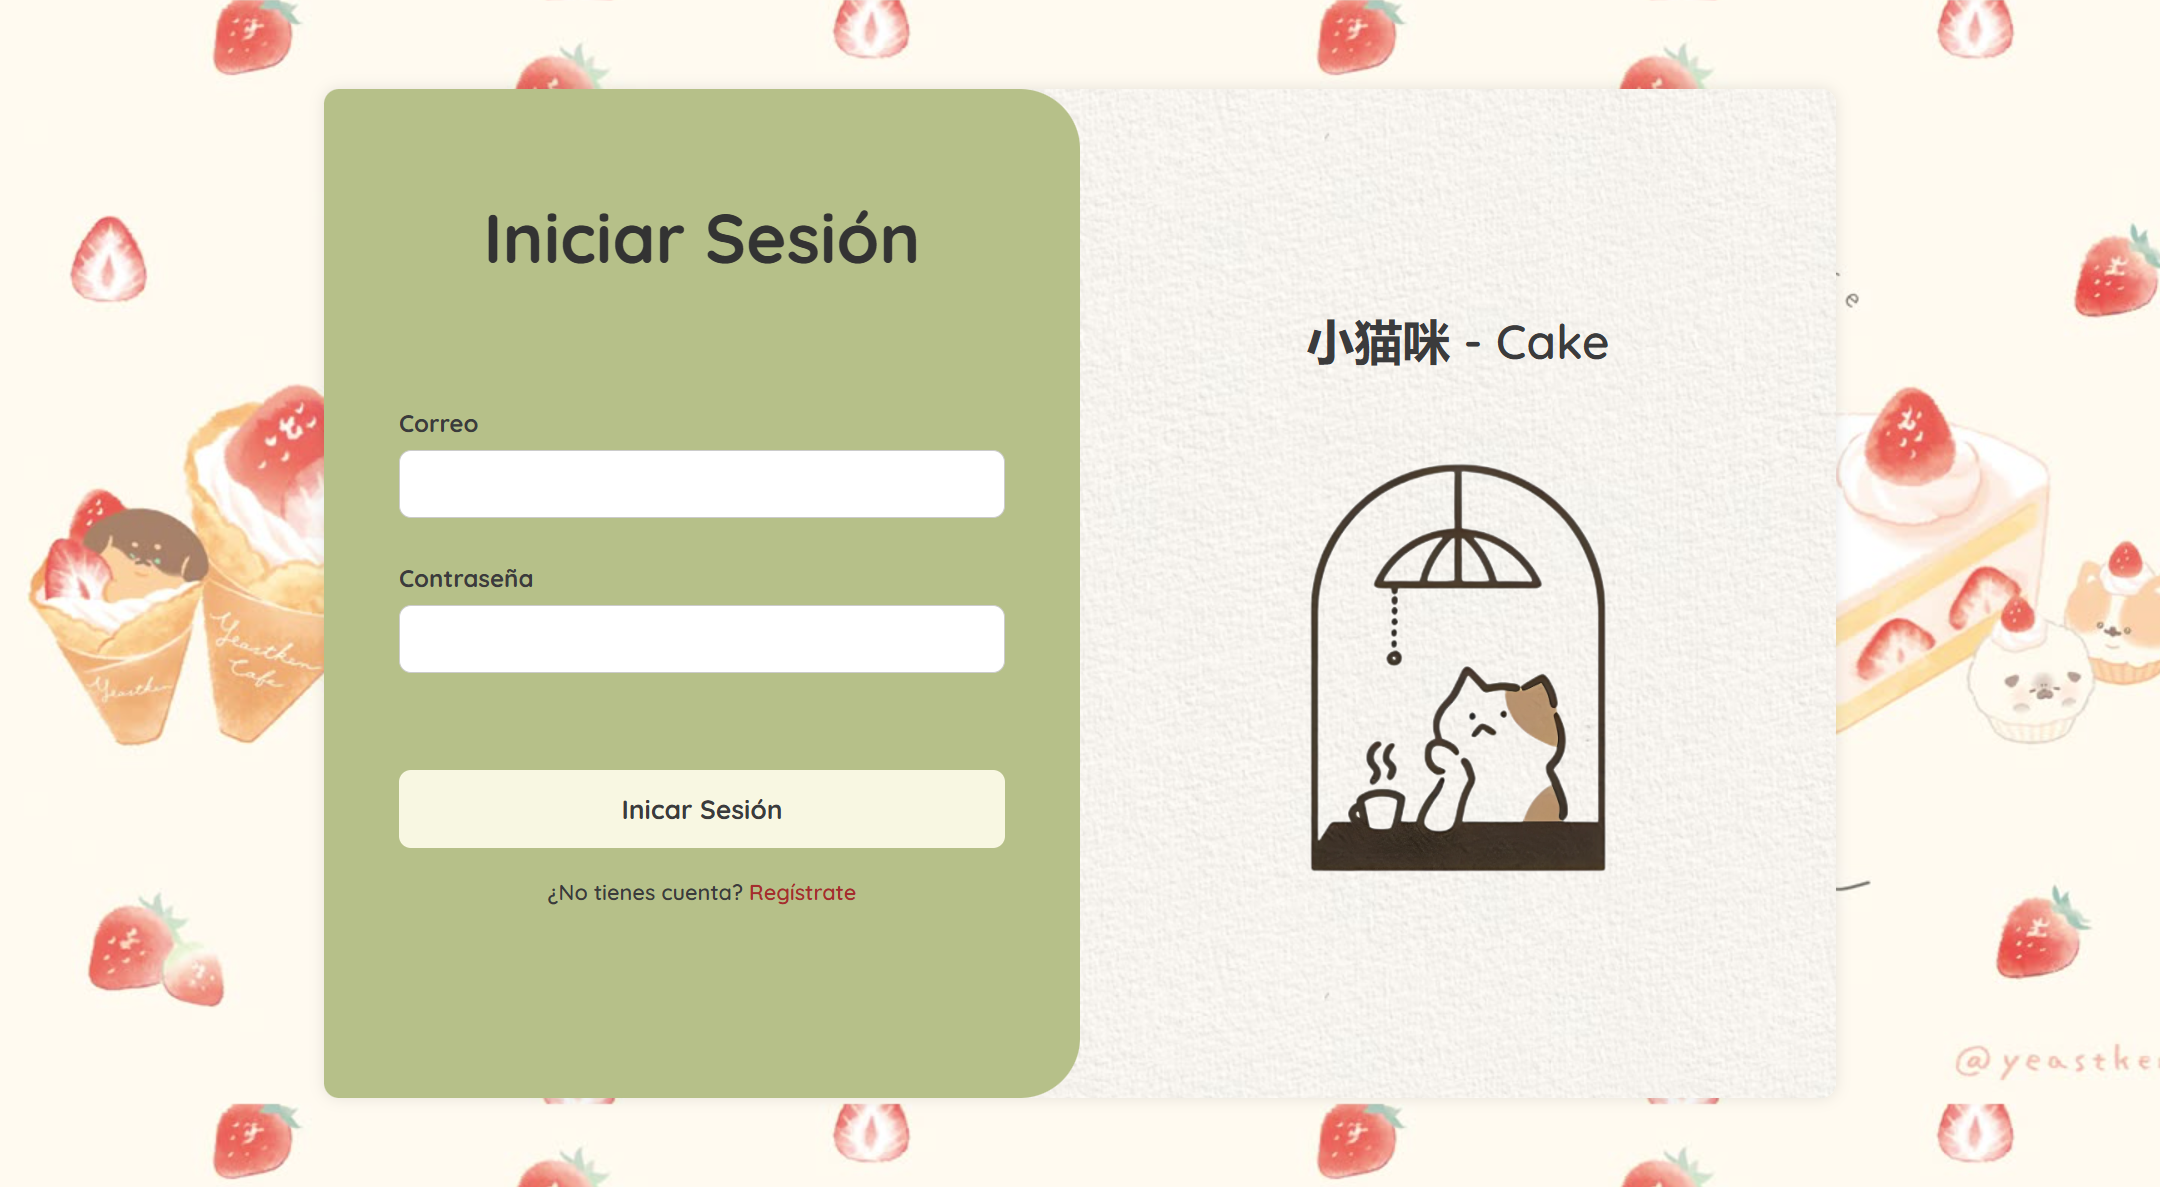 Iniciar Sesión
Correo
Contraseña
Inicar Sesión
¿No tienes cuenta? Regístrate
小猫咪 - Cake
Yeastken
Yeastken
Cafe
e
@yeastke